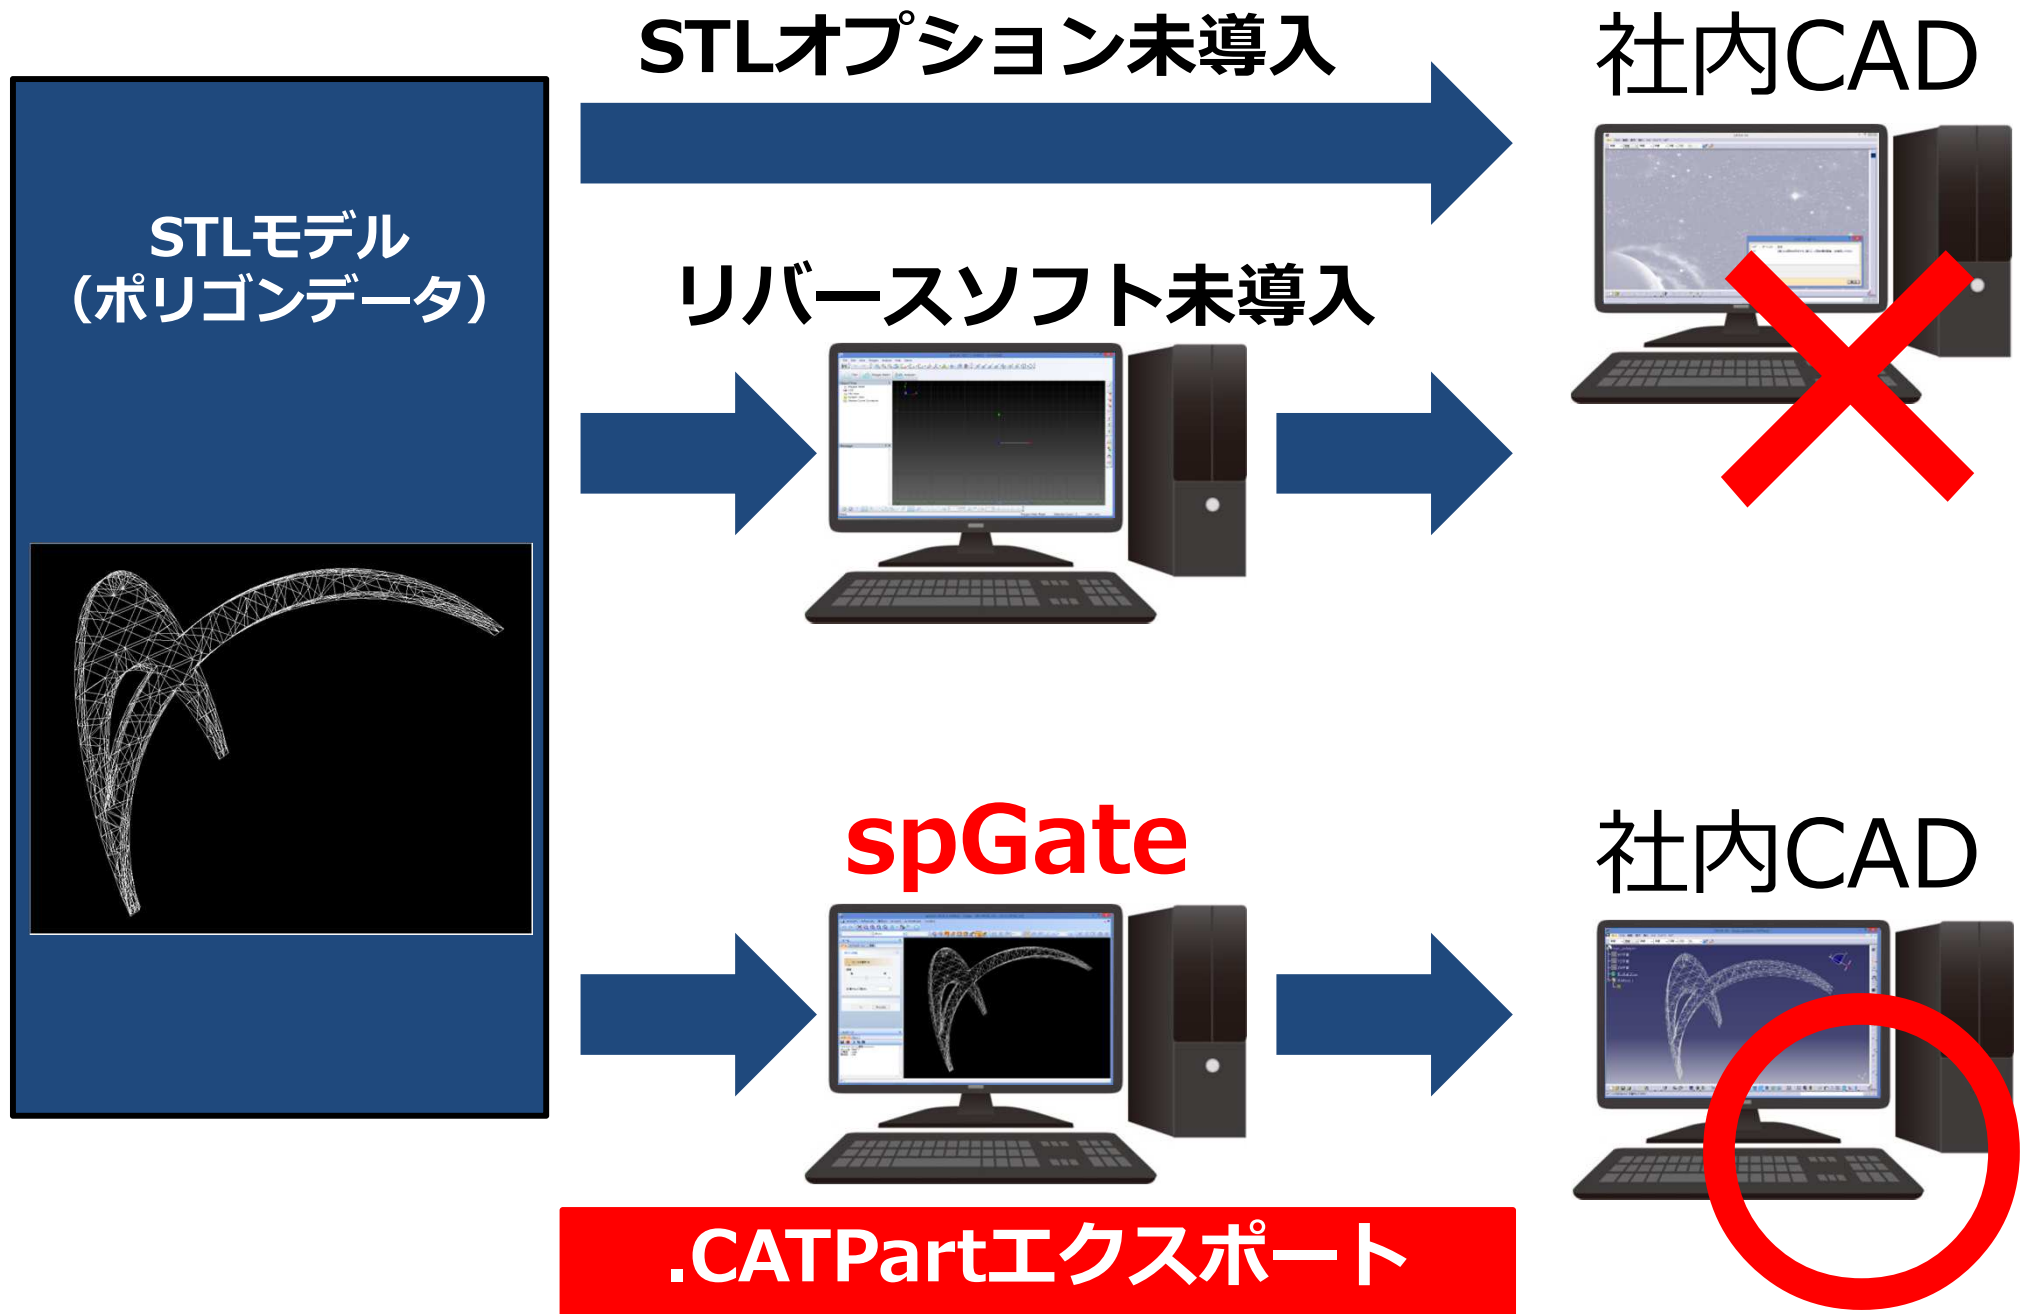 STLオプション未導入
社内CAD
STLモデル
（ポリゴンデータ）
リバースソフト未導入
spGate
社内CAD
.CATPartエクスポート